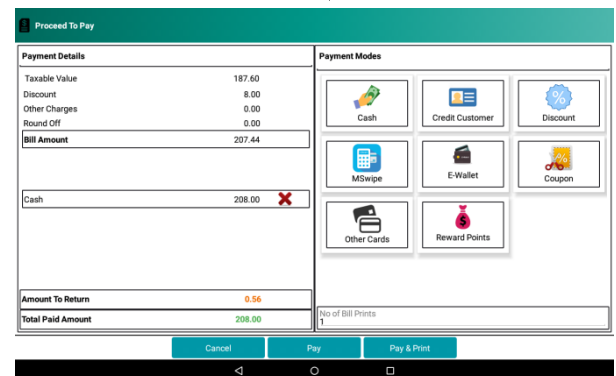 Proceed To Pay
Payment Details
Taxable Value 187.60
Discount 8.00
Other Charges 0.00
Round Off 0.00
Bill Amount 207.44
Cash 208.00
Amount To Return 0.56
Total Paid Amount 208.00
Payment Modes
Cash Credit Customer Discount
MSwipe E-Wallet Coupon
Other Cards Reward Points
No of Bill Prints
1
Cancel Pay Pay & Print